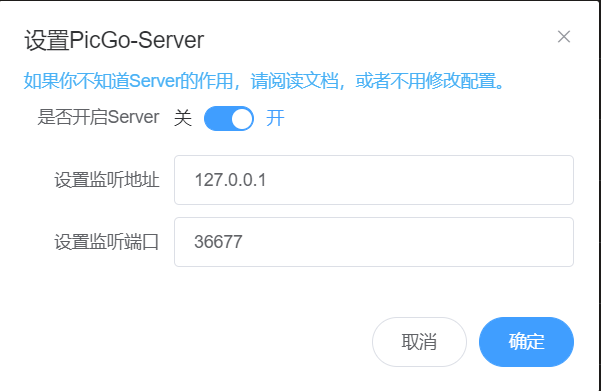 设置PicGo-Server
如果你不知道Server的作用，请阅读文档，或者不用修改配置。
是否开启Server 关 开
设置监听地址 127.0.0.1
设置监听端口 36677
取消 确定